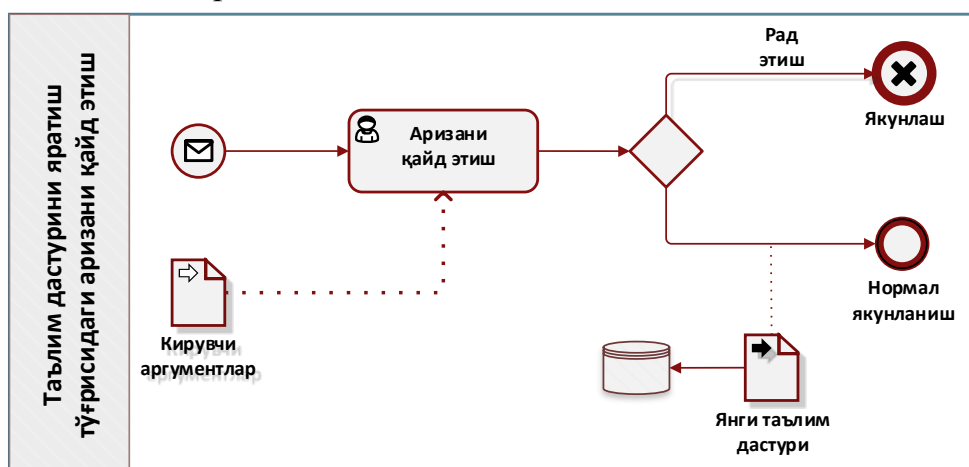 Таълим дастурини яратиш
тўғрисидаги аризани қайд этиш
Рад
этиш
Якунлаш
Аризани
қайд этиш
Кирувчи
аргументлар
Нормал
якунланиш
Янги таълим
дастури